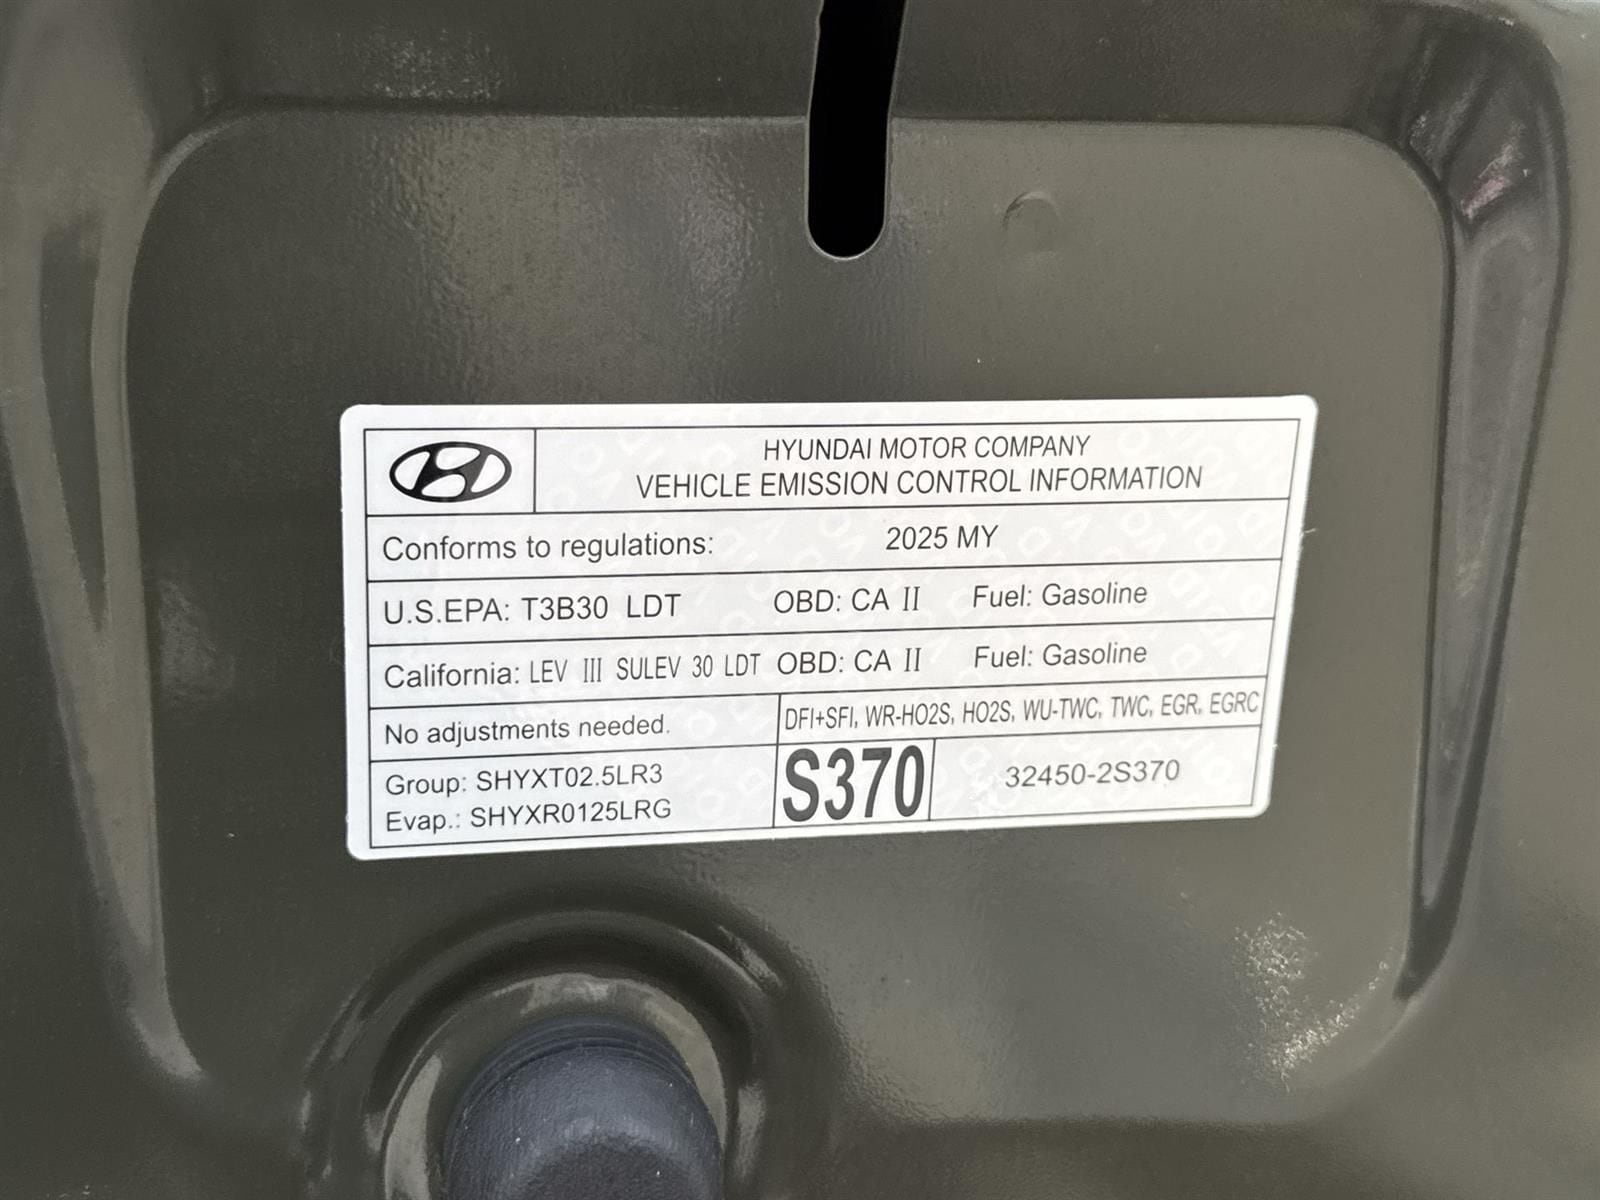 HYUNDAI MOTOR COMPANY
VEHICLE EMISSION CONTROL INFORMATION
Conforms to regulations: 2025 MY
U.S.EPA: T3B30 LDT OBD: CA II Fuel: Gasoline
California: LEV III SULEV 30 LDT OBD: CA II Fuel: Gasoline
No adjustments needed. DFI+SFI, WR-HO2S, HO2S, WU-TWC, TWC, EGR, EGRC
Group: SHYXT02.5LR3
Evap.: SHYXR0125LRG
S370
32450-2S370